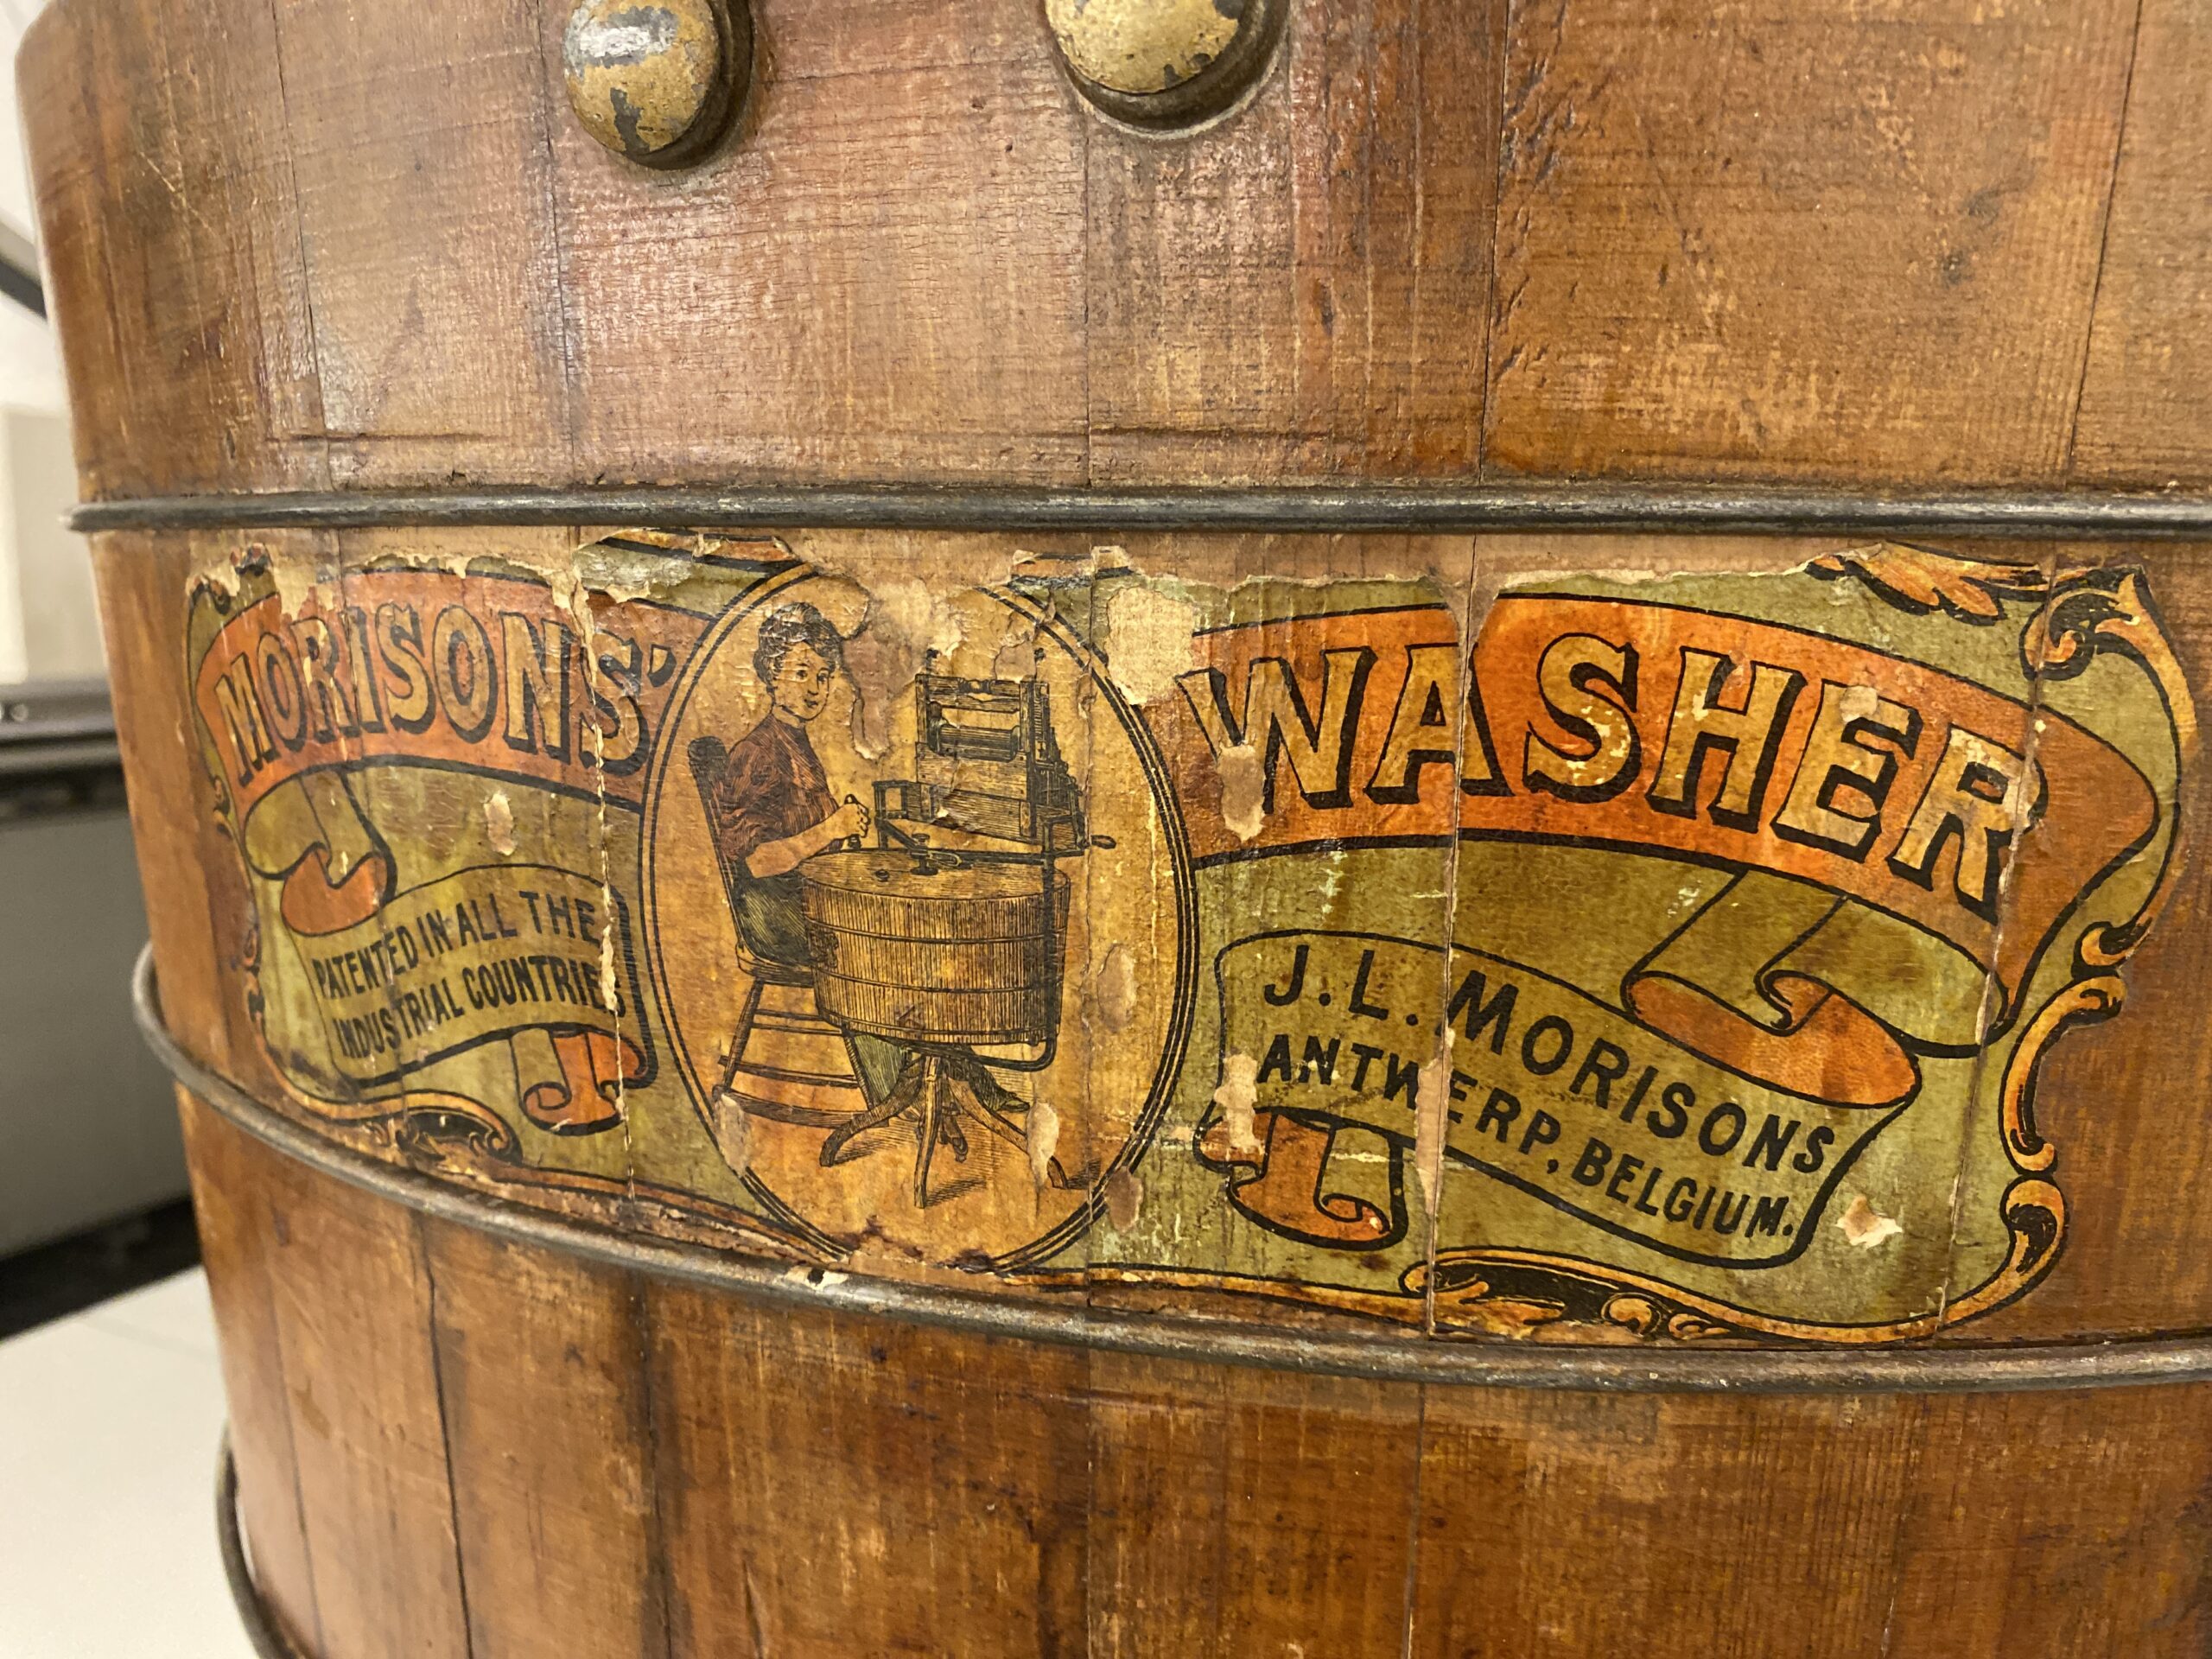 MORISONS' WASHER
PATENTED IN ALL THE
INDUSTRIAL COUNTRIES
J. L. MORISONS
ANTWERP, BELGIUM.